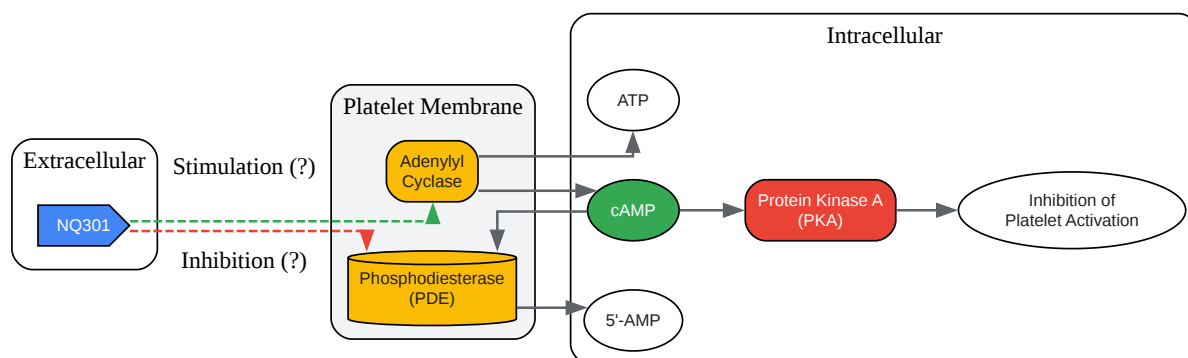 Intracellular
Platelet Membrane
ATP
Extracellular
Stimulation (?)
Adenylyl
Cyclase
NQ301
cAMP
Protein Kinase A
(PKA)
Inhibition of
Platelet Activation
Inhibition (?)
Phosphodiesterase
(PDE)
5'-AMP